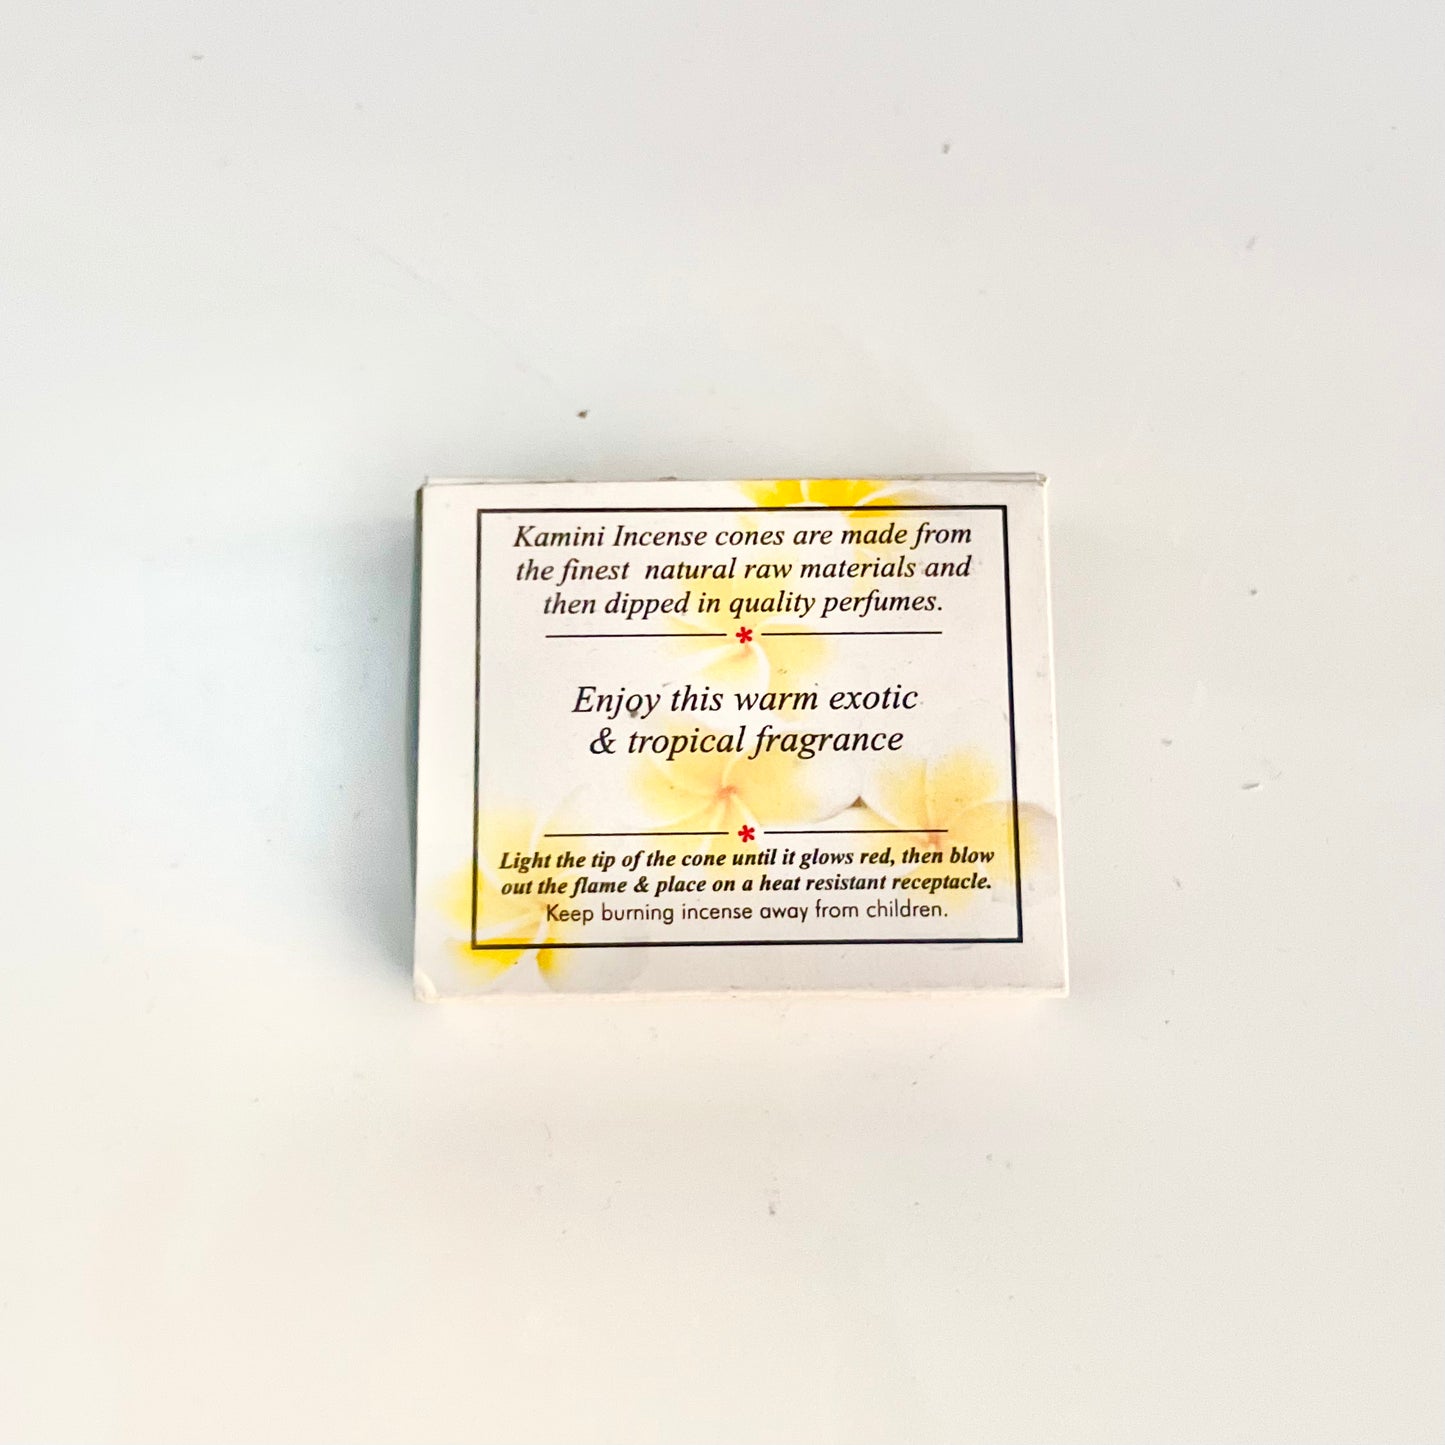 Kamini Incense cones are made from
the finest natural raw materials and
then dipped in quality perfumes.
Enjoy this warm exotic
& tropical fragrance
Light the tip of the cone until it glows red, then blow
out the flame & place on a heat resistant receptacle.
Keep burning incense away from children.